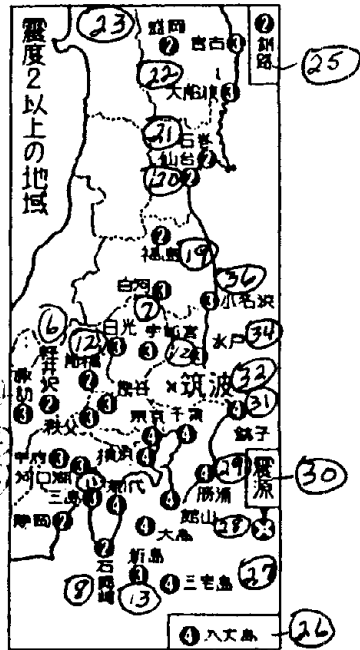 震度2以上の地域
23
盛岡
2
宮古
3
2
釧路
25
22
大船渡
3
21
石巻
2
仙台
2
20
福島
2
19
白河
3
36
小名浜
3
7
6
12
日光
3
宇都宮
3
水戸
3
34
軽井沢
2
前橋
2
熊谷
3
×筑波
32
31
諏訪
3
秩父
3
東京
4
千葉
4
銚子
3
甲府
3
横浜
4
河口湖
3
11
三島
3
網代
4
勝浦
4
29
震源
30
静岡
2
館山
4
28
大島
4
石廊崎
2
新島
3
8
13
三宅島
4
27
八丈島
4
26